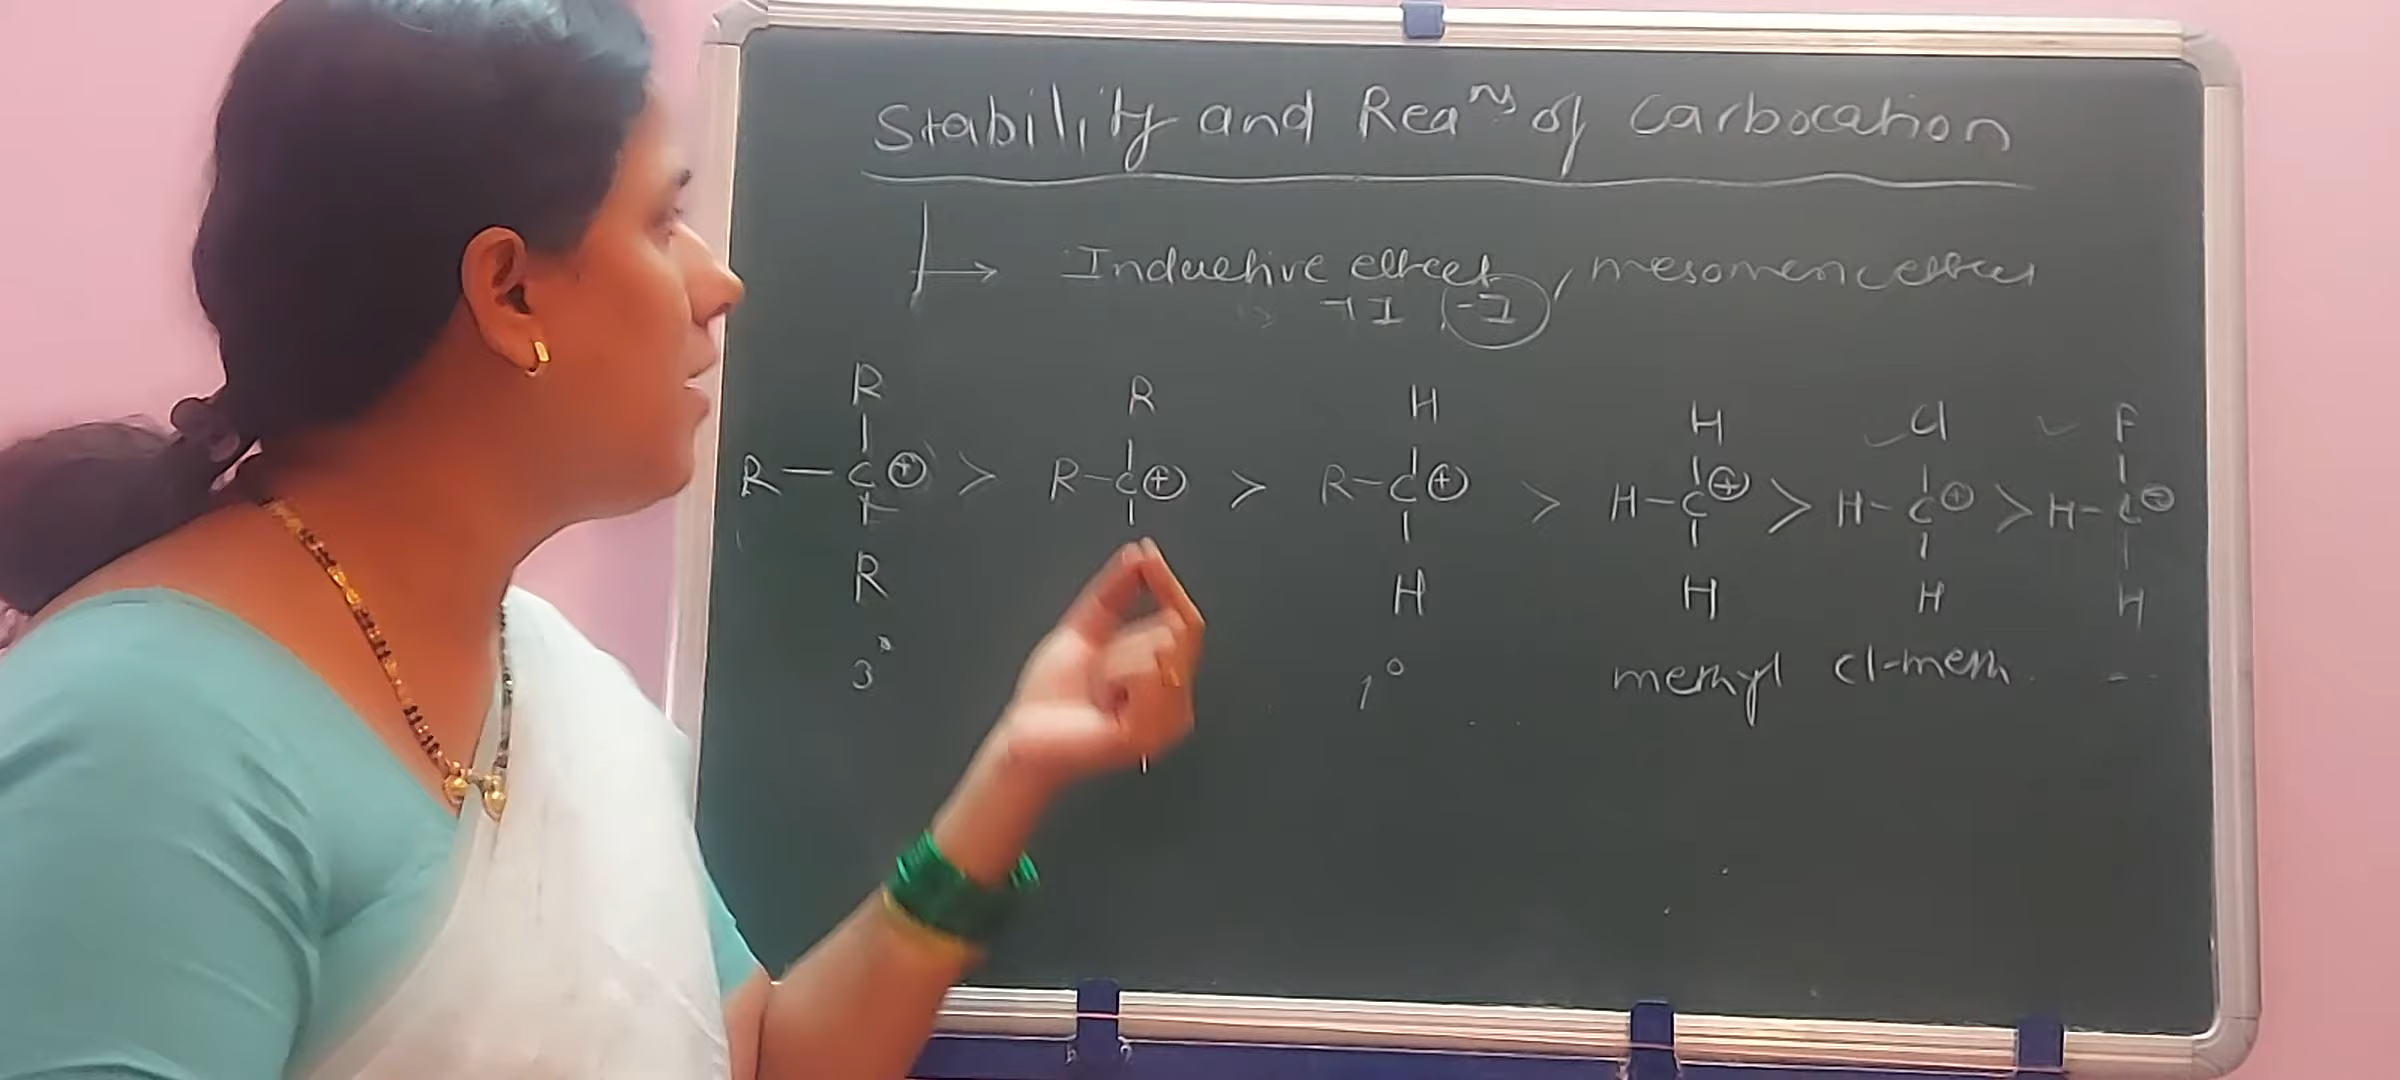 Stability and Reaⁿˢ of Carbocation
→ Inductive effect, mesomeric effect
+I, -I
R R H H Cl F
R—C⊕ > R—C⊕ > R—C⊕ > H—C⊕ > H—C⊕ > H—C⊕
R H H H H
3° 1° methyl Cl-meth. --